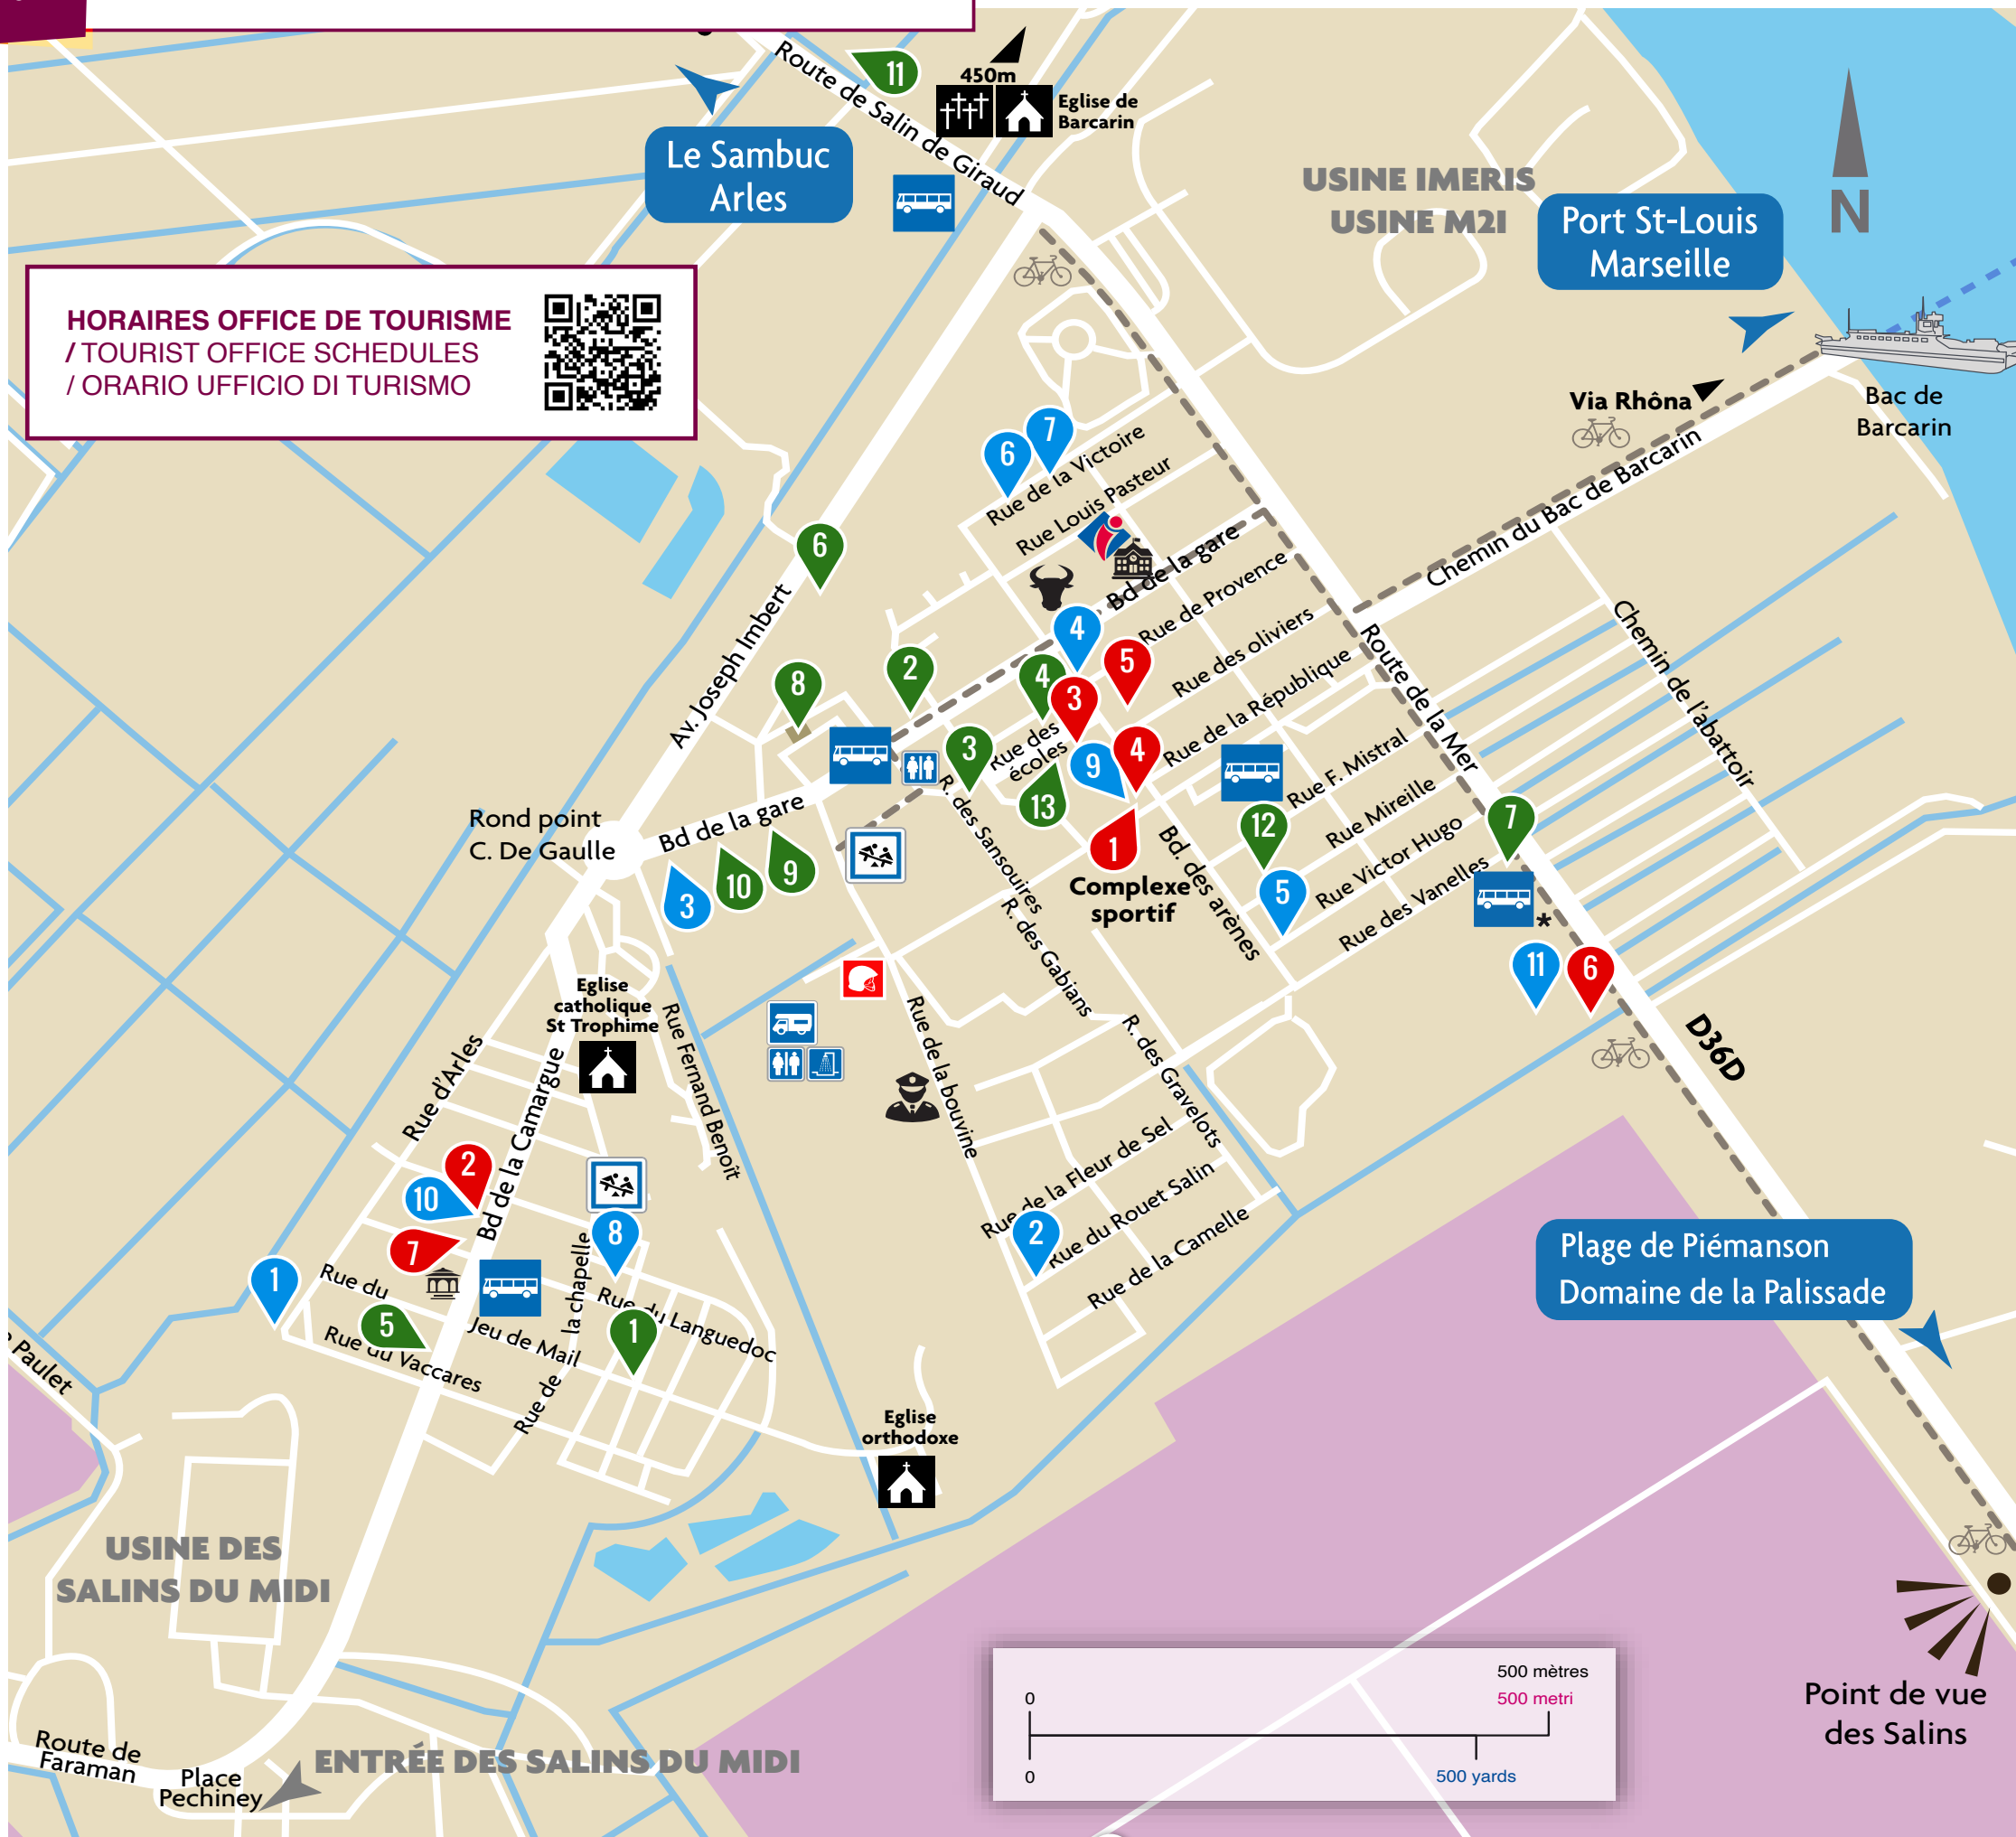 Route de Salin de Giraud
11
450m
Eglise de
Barcarin
Le Sambuc
Arles
USINE IMERIS
USINE M2I
Port St-Louis
Marseille
N
HORAIRES OFFICE DE TOURISME
/ TOURIST OFFICE SCHEDULES
/ ORARIO UFFICIO DI TURISMO
Via Rhôna
Bac de
Barcarin
Chemin du Bac de Barcarin
7
6
Rue de la Victoire
Rue Louis Pasteur
6
Bd de la gare
Rue de Provence
Av. Joseph Imbert
4
5
Rue des oliviers
Chemin de l'abattoir
8
2
4
3
Rue de la République
Route de la Mer
3
Rue des
écoles
9
4
13
Rue F. Mistral
Rue Mireille
12
7
Rond point
C. De Gaulle
Bd de la gare
R. des Sansouires
1
Complexe
sportif
Bd. des arènes
Rue Victor Hugo
Rue des Vanelles
3
10
9
5
*
R. des Gabians
11
6
D36D
Eglise
catholique
St Trophime
Rue Fernand Benoît
Rue de la bouvine
R. des Gravelots
Rue d'Arles
Bd de la Camargue
2
10
7
8
Rue de la Fleur de Sel
Rue du Rouet Salin
2
Rue de la Camelle
Plage de Piémanson
Domaine de la Palissade
1
Rue du
Jeu de Mail
5
Rue du Vaccares
Rue de
la chapelle
Rue du Languedoc
1
Paulet
Eglise
orthodoxe
USINE DES
SALINS DU MIDI
500 mètres
0
500 metri
0
500 yards
Point de vue
des Salins
Route de
Faraman
Place
Pechiney
ENTRÉE DES SALINS DU MIDI